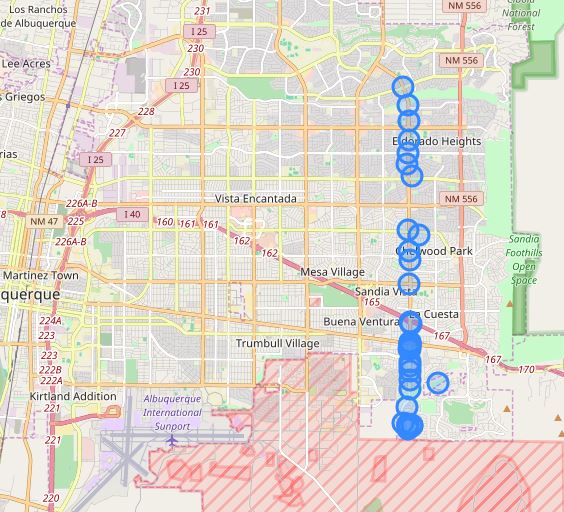 Los Ranchos
de Albuquerque
I 25
231
230
NM 556
Cibola
National
Forest
Lee Acres
230
I 25
NM 556
s Griegos
228
227
Eldorado Heights
rias
I 25
226A-B
Vista Encantada
NM 556
I 40
NM 47
225
160
161
161
226A-B
162
162
Chelwood Park
Sandia
Foothills
Open
Space
Martinez Town
Mesa Village
querque
Sandia Vista
165
La Cuesta
224A
Buena Ventura
223
167
223
Trumbull Village
167
222B
170
222A
Kirtland Addition
Albuquerque
International
Sunport
221
221
220